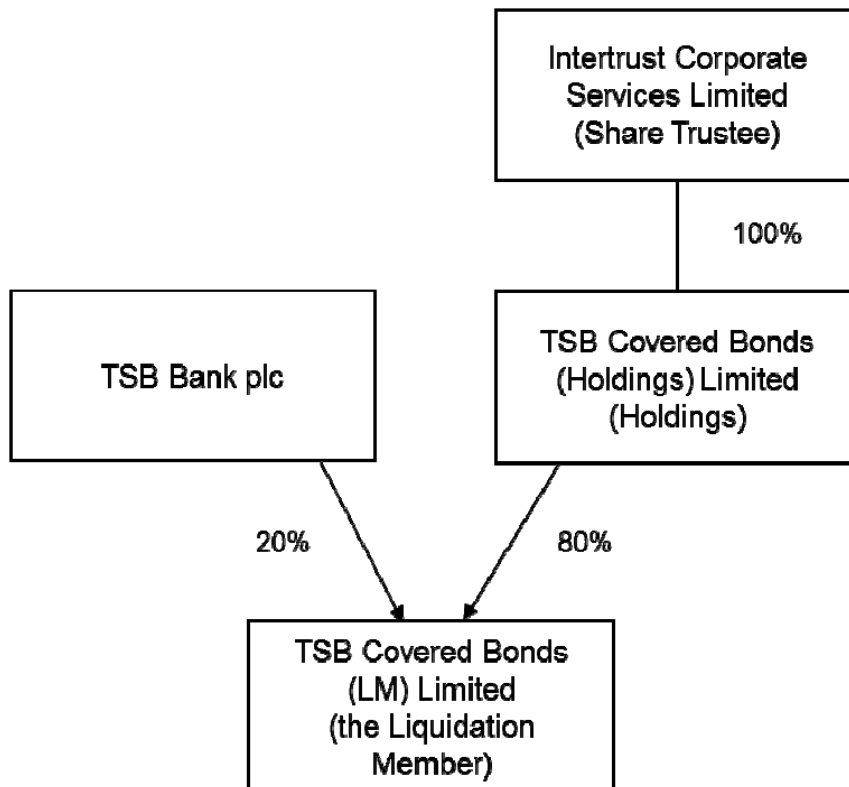 Intertrust Corporate
Services Limited
(Share Trustee)
100%
TSB Bank plc
TSB Covered Bonds
(Holdings) Limited
(Holdings)
20%
80%
TSB Covered Bonds
(LM) Limited
(the Liquidation
Member)